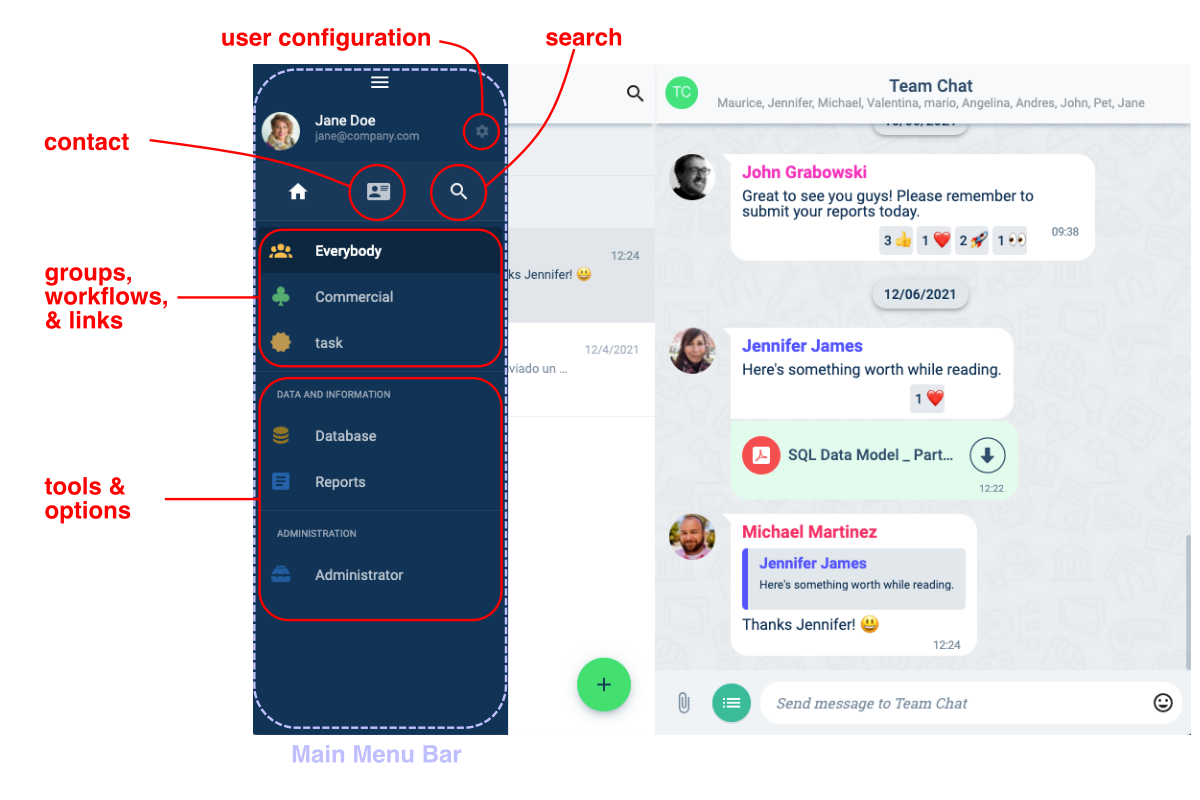 user configuration
search
contact
groups,
workflows,
& links
tools &
options
Jane Doe
jane@company.com
Everybody
Commercial
task
DATA AND INFORMATION
Database
Reports
ADMINISTRATION
Administrator
Main Menu Bar
12:24
ks Jennifer! 😃
12/4/2021
viado un ...
+
TC
Team Chat
Maurice, Jennifer, Michael, Valentina, mario, Angelina, Andres, John, Pet, Jane
John Grabowski
Great to see you guys! Please remember to
submit your reports today.
3 👍 1 ❤️ 2 🚀 1 👀
09:38
12/06/2021
Jennifer James
Here's something worth while reading.
1 ❤️
SQL Data Model _ Part...
12:22
Michael Martinez
Jennifer James
Here's something worth while reading.
Thanks Jennifer! 😃
12:24
Send message to Team Chat